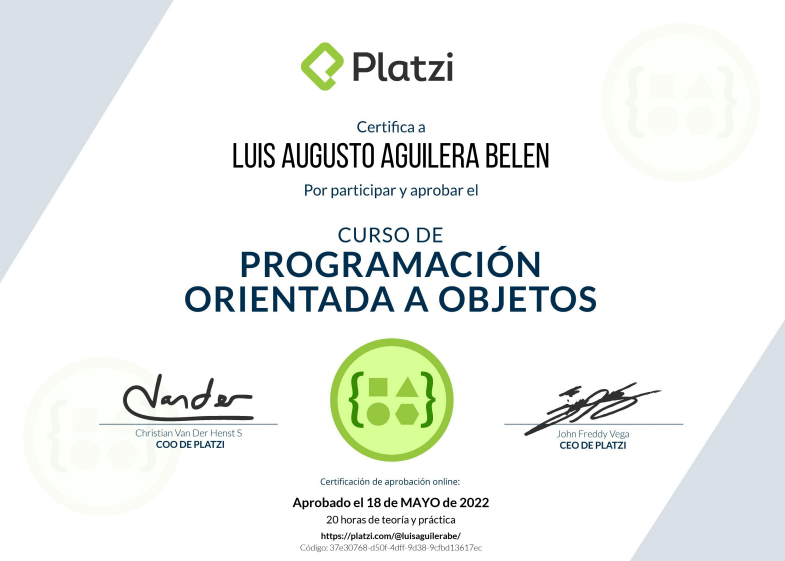 Platzi
Certifica a
LUIS AUGUSTO AGUILERA BELEN
Por participar y aprobar el
CURSO DE
PROGRAMACIÓN
ORIENTADA A OBJETOS
Vander
Christian Van Der Henst S
COO DE PLATZI
John Freddy Vega
CEO DE PLATZI
Certificación de aprobación online:
Aprobado el 18 de MAYO de 2022
20 horas de teoría y práctica
https://platzi.com/@luisaguilerabe/
Código: 37e30768-d50f-4dff-9d38-9cfbd13617ec